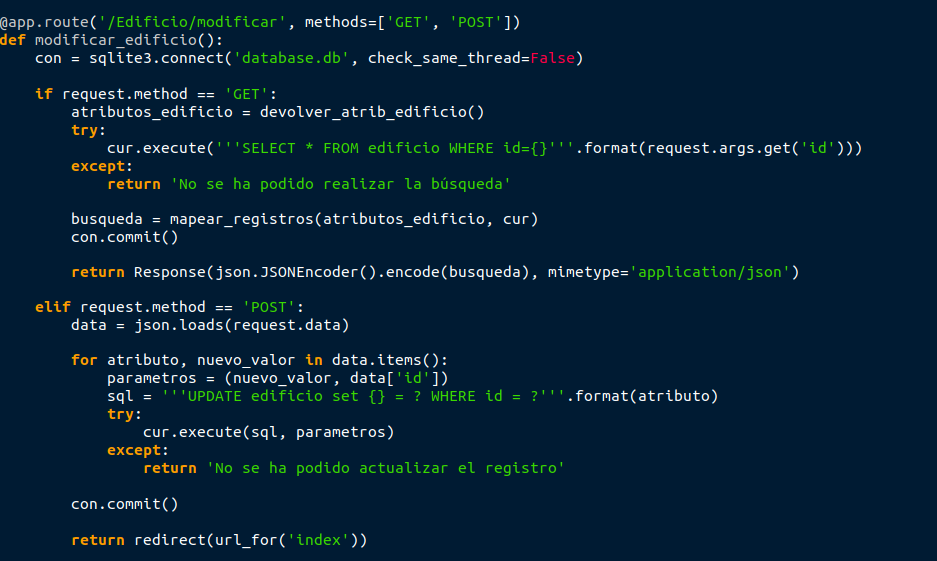 @app.route('/Edificio/modificar', methods=['GET', 'POST'])
def modificar_edificio():
    con = sqlite3.connect('database.db', check_same_thread=False)

    if request.method == 'GET':
        atributos_edificio = devolver_atrib_edificio()
        try:
            cur.execute('''SELECT * FROM edificio WHERE id={}'''.format(request.args.get('id')))
        except:
            return 'No se ha podido realizar la búsqueda'

        busqueda = mapear_registros(atributos_edificio, cur)
        con.commit()

        return Response(json.JSONEncoder().encode(busqueda), mimetype='application/json')

    elif request.method == 'POST':
        data = json.loads(request.data)

        for atributo, nuevo_valor in data.items():
            parametros = (nuevo_valor, data['id'])
            sql = '''UPDATE edificio set {} = ? WHERE id = ?'''.format(atributo)
            try:
                cur.execute(sql, parametros)
            except:
                return 'No se ha podido actualizar el registro'

        con.commit()

        return redirect(url_for('index'))